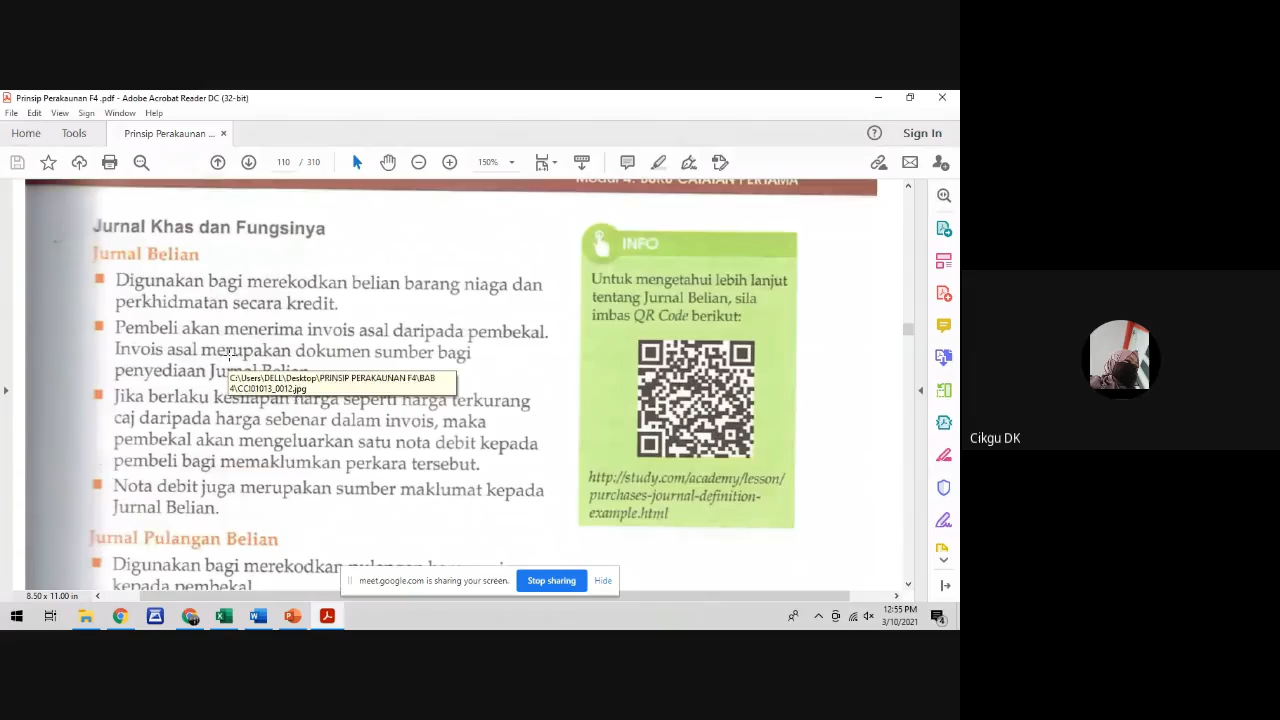 Prinsip Perakaunan F4 .pdf - Adobe Acrobat Reader DC (32-bit)
File Edit View Sign Window Help
Home Tools Prinsip Perakaunan ... × Sign In
110 / 310 150%
Modul 4: BUKU CATATAN PERTAMA
Jurnal Khas dan Fungsinya
Jurnal Belian
Digunakan bagi merekodkan belian barang niaga dan
perkhidmatan secara kredit.
Pembeli akan menerima invois asal daripada pembekal.
Invois asal merupakan dokumen sumber bagi
penyediaan Jurnal Belian.
C:\Users\DELL\Desktop\PRINSIP PERAKAUNAN F4\BAB
4\CCI01013_0012.jpg
Jika berlaku kesilapan harga seperti harga terkurang
caj daripada harga sebenar dalam invois, maka
pembekal akan mengeluarkan satu nota debit kepada
pembeli bagi memaklumkan perkara tersebut.
Nota debit juga merupakan sumber maklumat kepada
Jurnal Belian.
Jurnal Pulangan Belian
Digunakan bagi merekodkan pulangan
kepada pembekal
INFO
Untuk mengetahui lebih lanjut
tentang Jurnal Belian, sila
imbas QR Code berikut:
http://study.com/academy/lesson/
purchases-journal-definition-
example.html
meet.google.com is sharing your screen. Stop sharing Hide
8.50 x 11.00 in
12:55 PM
3/10/2021
4
Cikgu DK